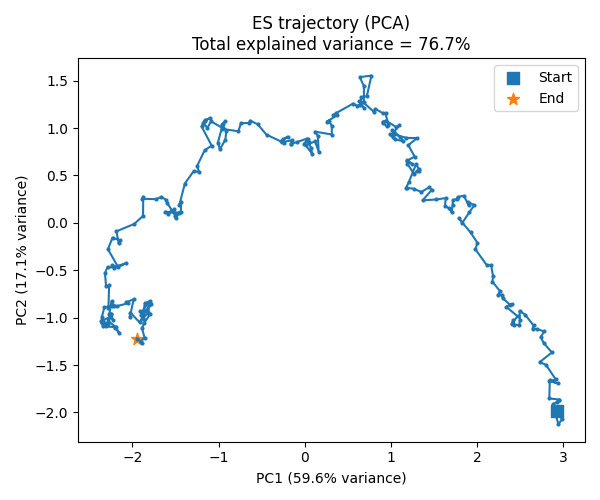 ES trajectory (PCA)
Total explained variance = 76.7%
Start
End
1.5
1.0
0.5
0.0
−0.5
−1.0
−1.5
−2.0
PC2 (17.1% variance)
−2
−1
0
1
2
3
PC1 (59.6% variance)